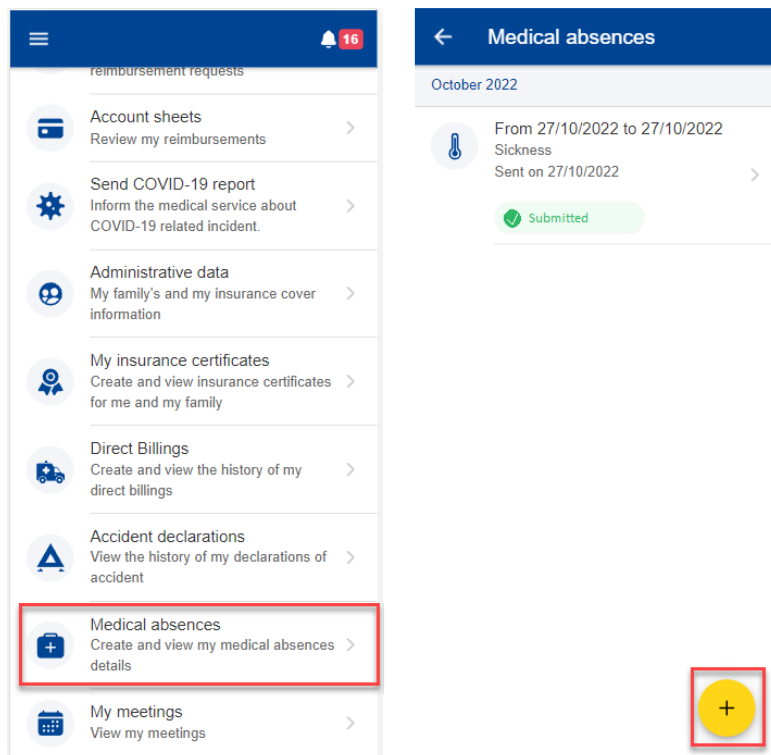 16
reimbursement requests
Account sheets
Review my reimbursements
Send COVID-19 report
Inform the medical service about
COVID-19 related incident.
Administrative data
My family's and my insurance cover
information
My insurance certificates
Create and view insurance certificates
for me and my family
Direct Billings
Create and view the history of my
direct billings
Accident declarations
View the history of my declarations of
accident
Medical absences
Create and view my medical absences
details
My meetings
View my meetings
Medical absences
October 2022
From 27/10/2022 to 27/10/2022
Sickness
Sent on 27/10/2022
Submitted
+